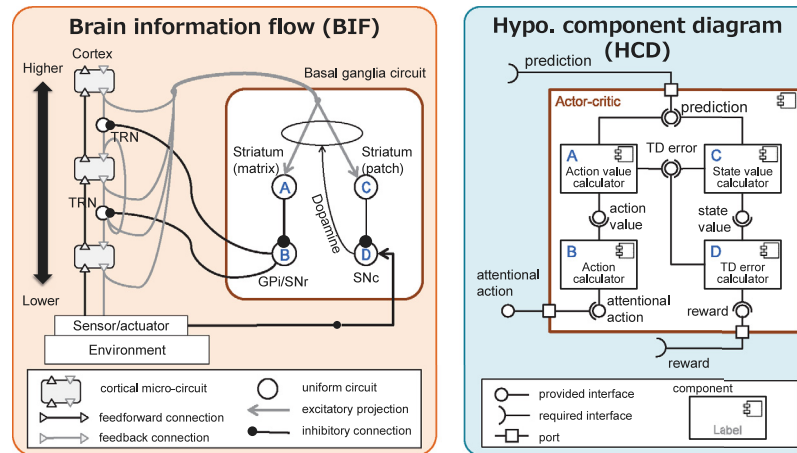 Brain information flow (BIF)
Higher
Cortex
Basal ganglia circuit
TRN
Striatum
(matrix)
Striatum
(patch)
A
C
TRN
Dopamine
B
D
GPi/SNr
SNc
Lower
Sensor/actuator
Environment
cortical micro-circuit
uniform circuit
feedforward connection
excitatory projection
feedback connection
inhibitory connection
Hypo. component diagram
(HCD)
prediction
Actor-critic
prediction
A
Action value
calculator
TD error
C
State value
calculator
action
value
state
value
B
Action
calculator
D
TD error
calculator
attentional
action
attentional
action
reward
reward
provided interface
required interface
port
component
Label